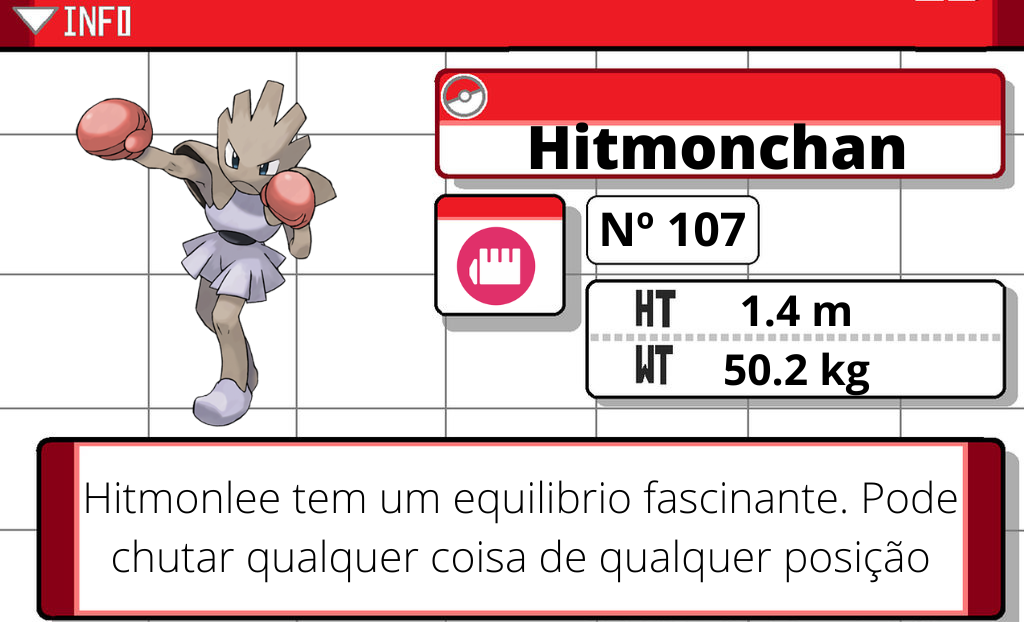 INFO
Hitmonchan
Nº 107
HT 1.4 m
WT 50.2 kg
Hitmonlee tem um equilibrio fascinante. Pode
chutar qualquer coisa de qualquer posição